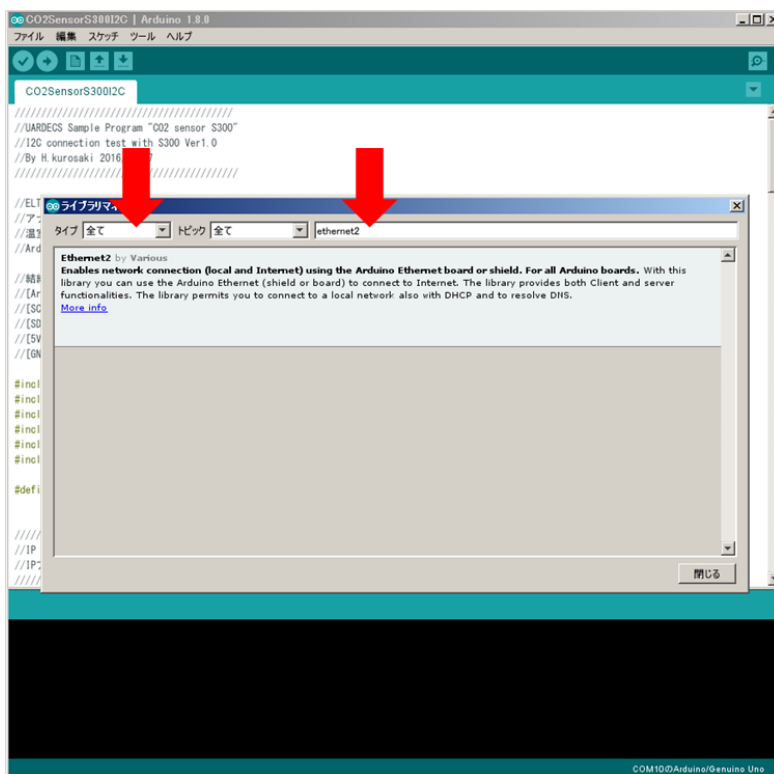 CO2SensorS300I2C | Arduino 1.8.0
ファイル 編集 スケッチ ツール ヘルプ
CO2SensorS300I2C
//////////////////////////////////////////
//UARDECS Sample Program "CO2 sensor S300"
//I2C connection test with S300 Ver1.0
//By H.kurosaki 2016
//////////////////////////////////////////
//ELT
ライブラリマネ
//ア
タイプ 全て トピック 全て ethernet2
//温
//Ard
Ethernet2 by Various
Enables network connection (local and Internet) using the Arduino Ethernet board or shield. For all Arduino boards. With this
library you can use the Arduino Ethernet (shield or board) to connect to Internet. The library provides both Client and server
functionalities. The library permits you to connect to a local network also with DHCP and to resolve DNS.
More info
//結
//[Ar
//[SC
//[SD
//[5V
//[GN
#incl
#incl
#incl
#incl
#incl
#incl
#defi
/////
//IP
//IP
/////
閉じる
COM10のArduino/Genuino Uno